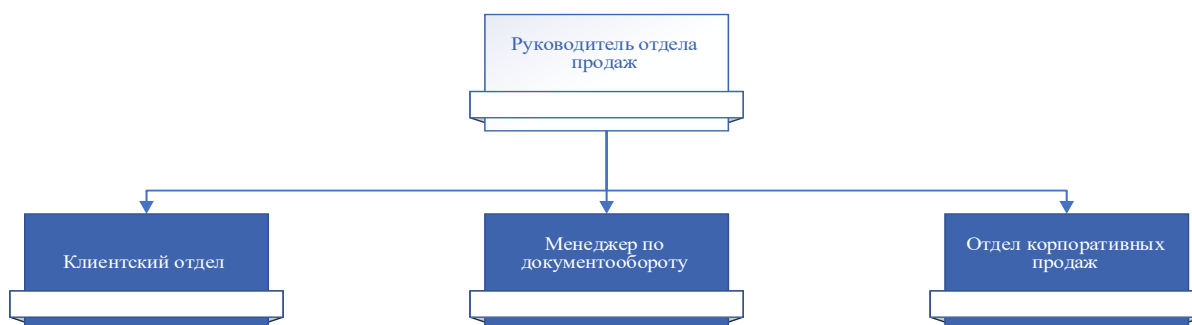 Руководитель отдела
продаж
Клиентский отдел
Менеджер по
документообороту
Отдел корпоративных
продаж